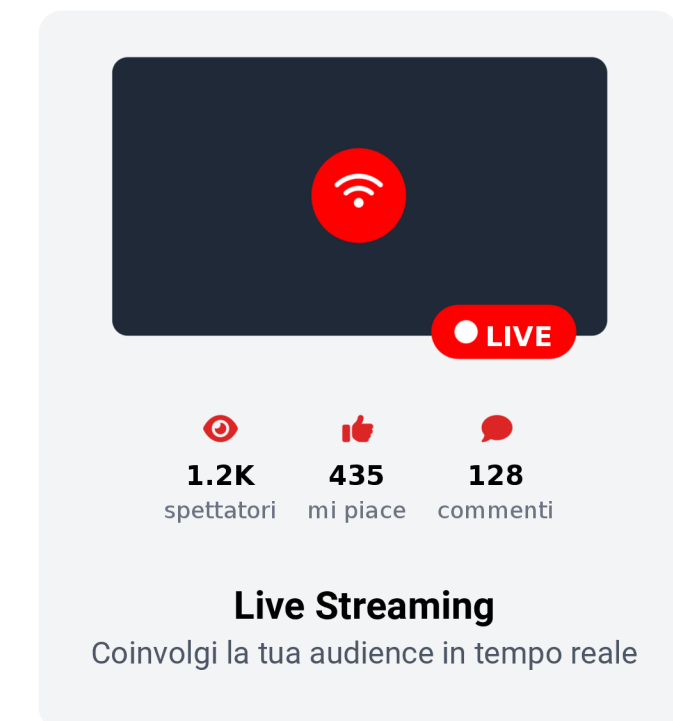 LIVE
1.2K 435 128
spettatori mi piace commenti
Live Streaming
Coinvolgi la tua audience in tempo reale